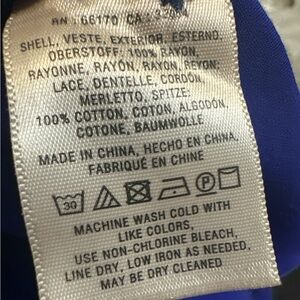 RN : 66170 CA :
SHELL, VESTE, EXTERIOR, ESTERNO,
OBERSTOFF: 100% RAYON,
RAYONNE, RAYÓN, RAYON, REYON;
LACE, DENTELLE, CORDÓN,
MERLETTO, SPITZE:
100% COTTON, COTON, ALGODÓN,
COTONE, BAUMWOLLE
MADE IN CHINA, HECHO EN CHINA,
FABRIQUÉ EN CHINE
30 P
MACHINE WASH COLD WITH
LIKE COLORS,
USE NON-CHLORINE BLEACH,
LINE DRY, LOW IRON AS NEEDED,
MAY BE DRY CLEANED